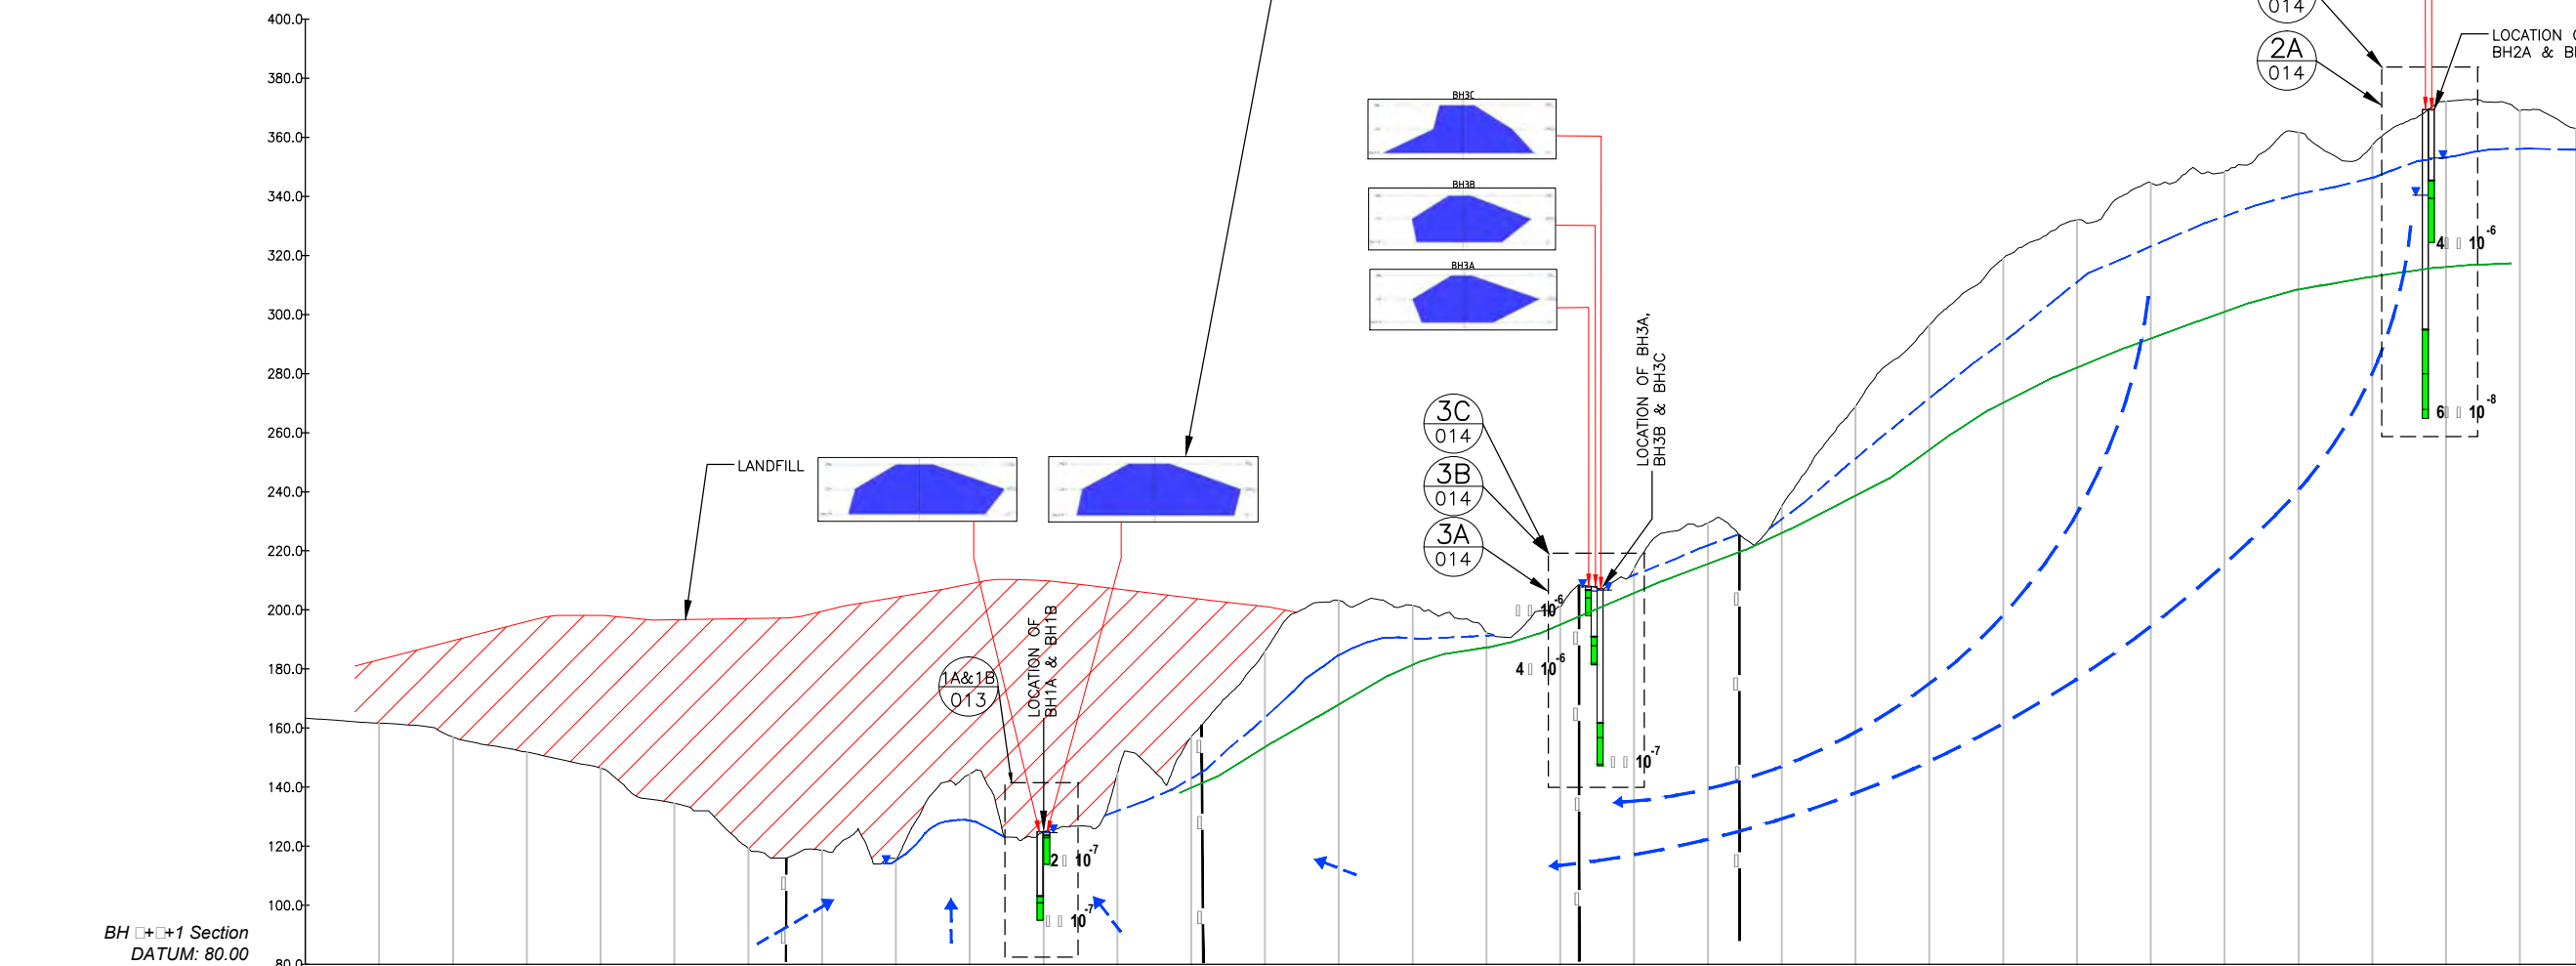 400.0
380.0
360.0
340.0
320.0
300.0
280.0
260.0
240.0
220.0
200.0
180.0
160.0
140.0
120.0
100.0
80.0
BH □+□+1 Section
DATUM: 80.00
LANDFILL
1A&1B
013
LOCATION OF
BH1A & BH1B
2 □ 10-7
□ □ 10-7
BH3C
BH3B
BH3A
3C
014
3B
014
3A
014
LOCATION OF BH3A,
BH3B & BH3C
□ □ 10-6
4 □ 10-6
□ □ 10-7
014
2A
014
LOCATION
BH2A &
4□ □ 10-6
6□ □ 10-8